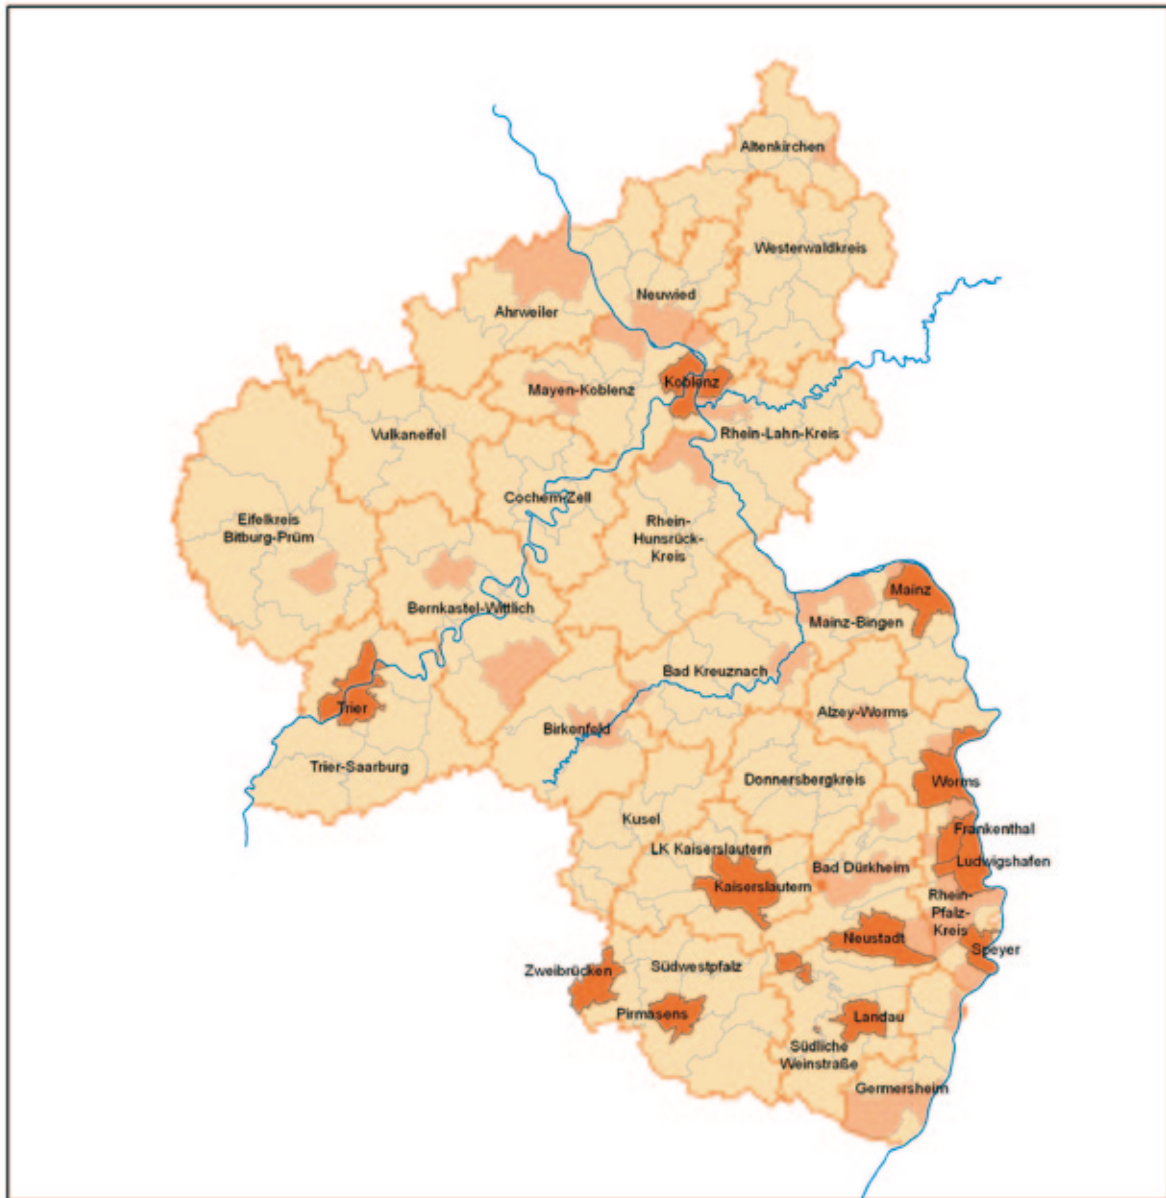 Altenkirchen
Westerwaldkreis
Neuwied
Ahrweiler
Koblenz
Mayen-Koblenz
Vulkaneifel
Rhein-Lahn-Kreis
Cochem-Zell
Eifelkreis
Bitburg-Prüm
Rhein-
Hunsrück-
Kreis
Mainz
Bernkastel-Wittlich
Mainz-Bingen
Bad Kreuznach
Trier
Alzey-Worms
Birkenfeld
Trier-Saarburg
Donnersbergkreis
Worms
Kusel
Frankenthal
LK Kaiserslautern
Ludwigshafen
Bad Dürkheim
Kaiserslautern
Rhein-
Pfalz-
Kreis
Neustadt
Speyer
Zweibrücken
Südwestpfalz
Pirmasens
Landau
Südliche
Weinstraße
Germersheim